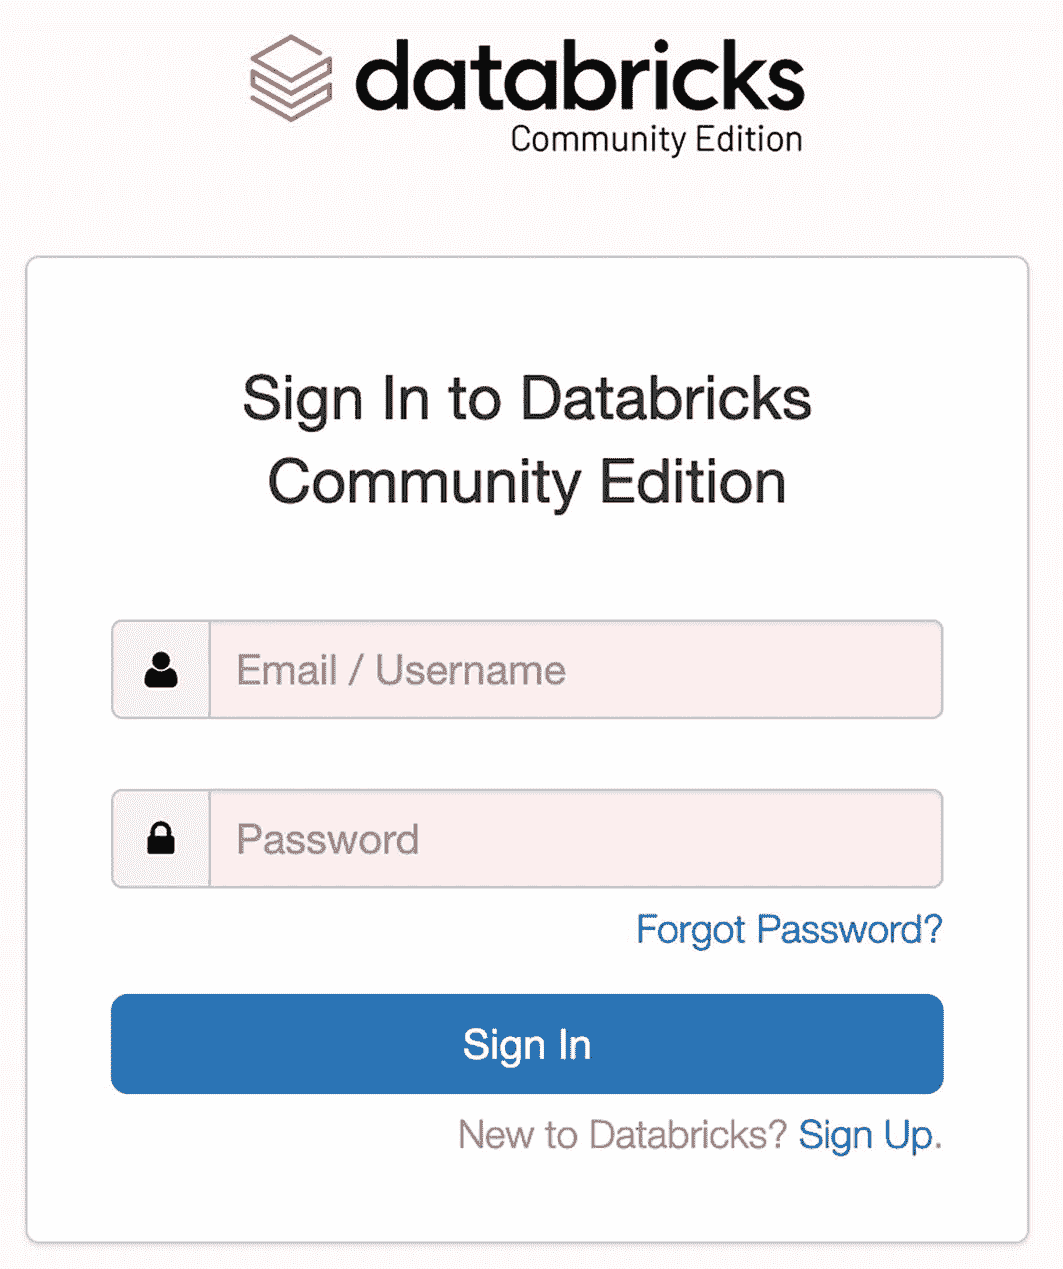 databricks
Community Edition
Sign In to Databricks
Community Edition
Email / Username
Password
Forgot Password?
Sign In
New to Databricks? Sign Up.